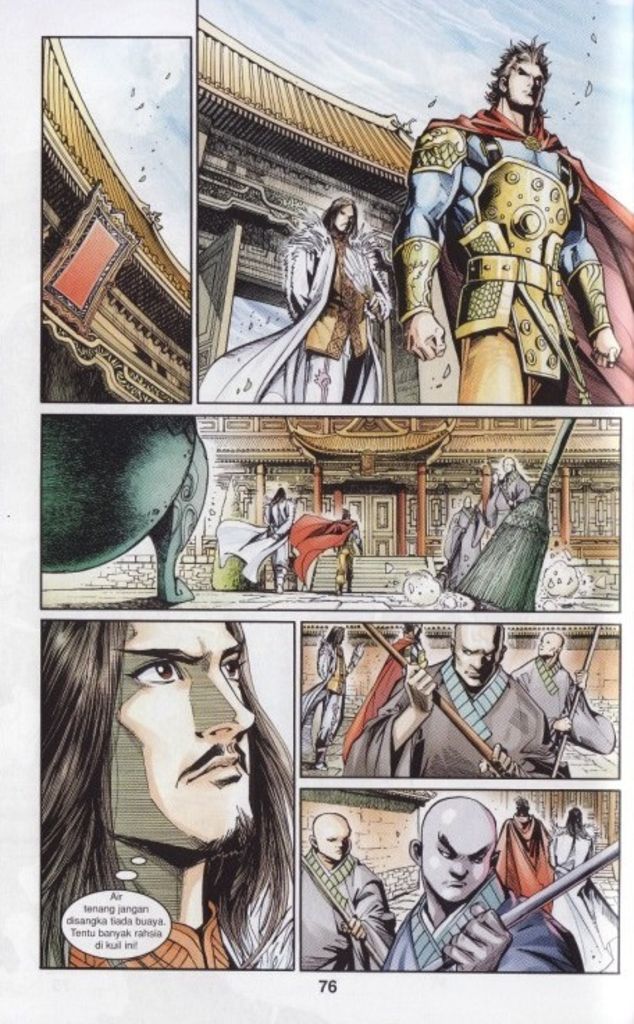 Air
tenang jangan
disangka tiada buaya.
Tentu banyak rahsia
di kuil ini!
76